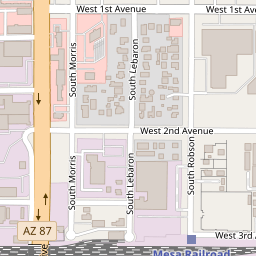 West 1st Avenue
West 1st Av
South Morris
South Lebaron
West 2nd Avenue
South Morris
South Lebaron
South Robson
AZ 87
West 3rd A
Mesa Railroad